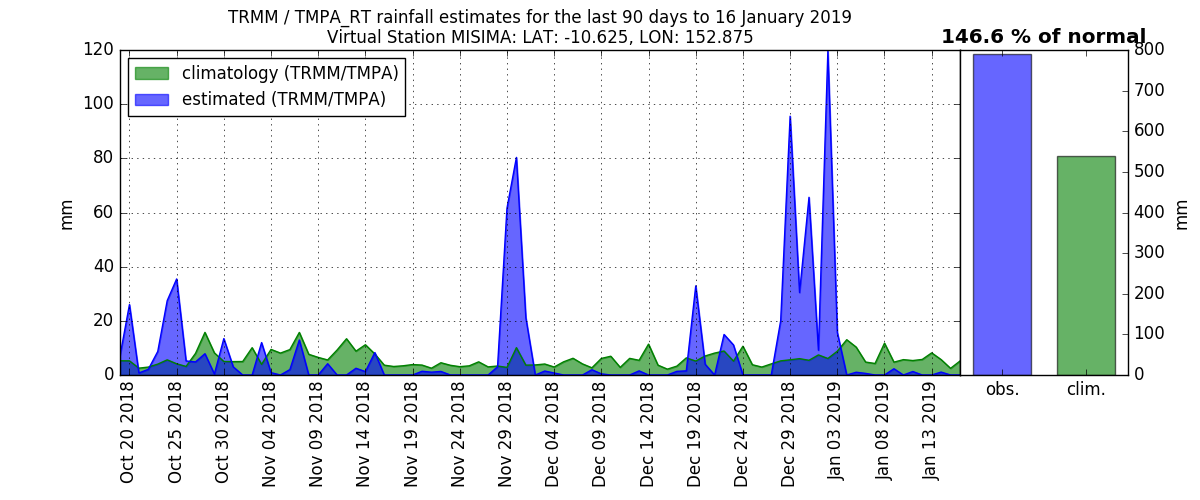 TRMM / TMPA_RT rainfall estimates for the last 90 days to 16 January 2019
Virtual Station MISIMA: LAT: -10.625, LON: 152.875
146.6 % of normal
climatology (TRMM/TMPA)
estimated (TRMM/TMPA)
120
100
80
60
40
20
0
mm
Oct 20 2018
Oct 25 2018
Oct 30 2018
Nov 04 2018
Nov 09 2018
Nov 14 2018
Nov 19 2018
Nov 24 2018
Nov 29 2018
Dec 04 2018
Dec 09 2018
Dec 14 2018
Dec 19 2018
Dec 24 2018
Dec 29 2018
Jan 03 2019
Jan 08 2019
Jan 13 2019
800
700
600
500
400
300
200
100
0
mm
obs.
clim.